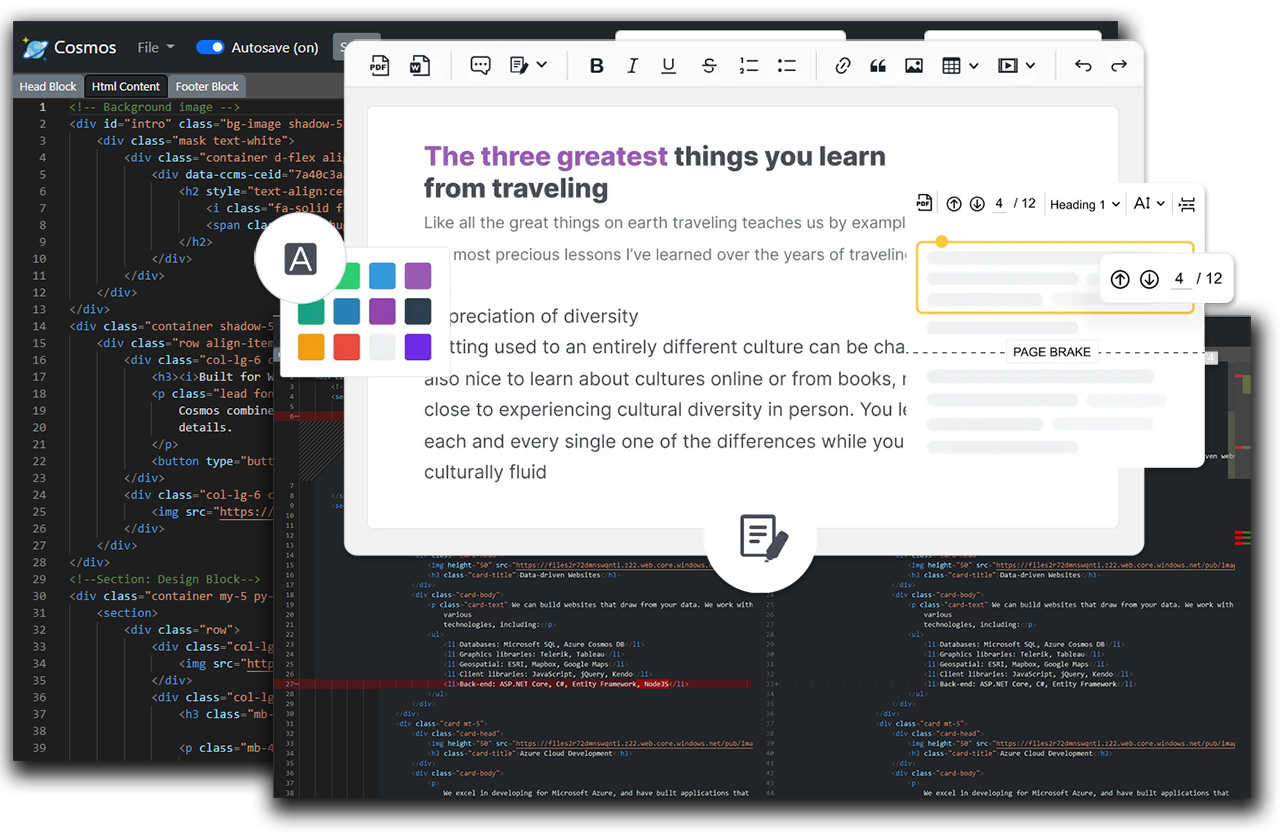 Cosmos File Autosave (on)
Head Block Html Content Footer Block
1 <!-- Background image -->
2 <div id="intro" class="bg-image shadow-5
3 <div class="mask text-white">
4 <div class="container d-flex alig
5 <div data-ccms-ceid="7a40c3a
6 <h2 style="text-align:ce
7 <i class="fa-solid fa
8 <span
9 </h2>
10 </div>
11 </div>
12 </div>
13 </div>
14 <div class="container shadow-5
15 <div class="row align-item
16 <div class="col-lg-6 c
17 <h3><i>Built for W
18 <p class="lead fon
19 Cosmos combine
20 details.
21 </p>
22 <button type="butt
23 </div>
24 <div class="col-lg-6 c
25 <img src="https://
26 </div>
27 </div>
28 </div>
29 <!--Section: Design Block-->
30 <div class="container my-5 py-
31 <section>
32 <div class="row">
33 <div class="col-lg
34 <img src="http
35 </div>
36 <div class="col-lg
37 <h3 class="mb-
38
39 <p class="mb-4
PDF W B I U S
The three greatest things you learn
from traveling
Like all the great things on earth traveling teaches us by exampl
most precious lessons I've learned over the years of traveling
preciation of diversity
tting used to an entirely different culture can be cha
also nice to learn about cultures online or from books,
close to experiencing cultural diversity in person. You le
each and every single one of the differences while you
culturally fluid
A
PDF 4 / 12 Heading 1 AI
4 / 12
PAGE BRAKE
4
<img height="50" src="https://files2r72dmnswqnti.z22.web.core.windows.
<h3 class="card-title">Data-driven Websites</h3>
</div>
<div class="card-body">
<p class="card-text">We can build websites that draw from your data. We work with
various
technologies, including:</p>
<ul>
<li>Databases: Microsoft SQL, Azure Cosmos DB</li>
<li>Graphics libraries: Telerik, Tableau</li>
<li>Geospatial: ESRI, Mapbox, Google Maps</li>
<li>Client libraries: JavaScript, jQuery, Kendo</li>
<li>Back-end: ASP.NET Core, C#, Entity Framework, NodeJS</li>
</ul>
</div>
</div>
<div class="card mt-5">
<div class="card-head">
<img height="50" src="https://files2r72dmnswqnti.z22.web.core.windows.net/pub/ima
<h3 class="card-title">Azure Cloud Development</h3>
</div>
<div class="card-body">
<p>
We excel in developing for Microsoft Azure, and have built applications that
<img height="50" src="https://files2r72dmnswqnti.z22.web.core.windows.net/pub/imag
<h3 class="card-title">Data-driven Websites</h3>
</div>
<div class="card-body">
<p class="card-text">We can build websites that draw from your data. We work with
various
technologies, including:</p>
<ul>
<li>Databases: Microsoft SQL, Azure Cosmos DB</li>
<li>Graphics libraries: Telerik, Tableau</li>
<li>Geospatial: ESRI, Mapbox, Google Maps</li>
<li>Client libraries: JavaScript, jQuery, Kendo</li>
<li>Back-end: ASP.NET Core, C#, Entity Framework</li>
</ul>
</div>
</div>
<div class="card mt-5">
<div class="card-head">
<img height="50" src="https://files2r72dmnswqnti.z22.web.core.windows.net/pub/imag
<h3 class="card-title">Azure Cloud Development</h3>
</div>
<div class="card-body">
<p>
We excel in developing for Microsoft Azure, and have built applications that